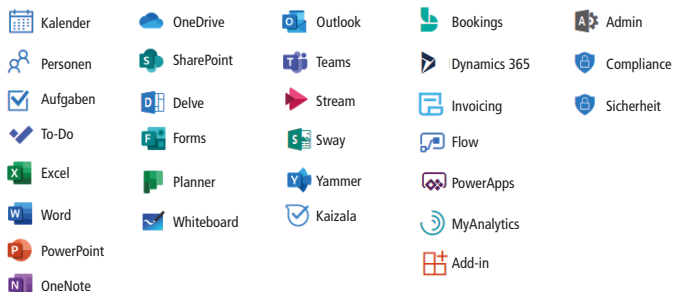 Kalender
Personen
Aufgaben
To-Do
Excel
Word
PowerPoint
OneNote
OneDrive
SharePoint
Delve
Forms
Planner
Whiteboard
Outlook
Teams
Stream
Sway
Yammer
Kaizala
Bookings
Dynamics 365
Invoicing
Flow
PowerApps
MyAnalytics
Add-in
Admin
Compliance
Sicherheit